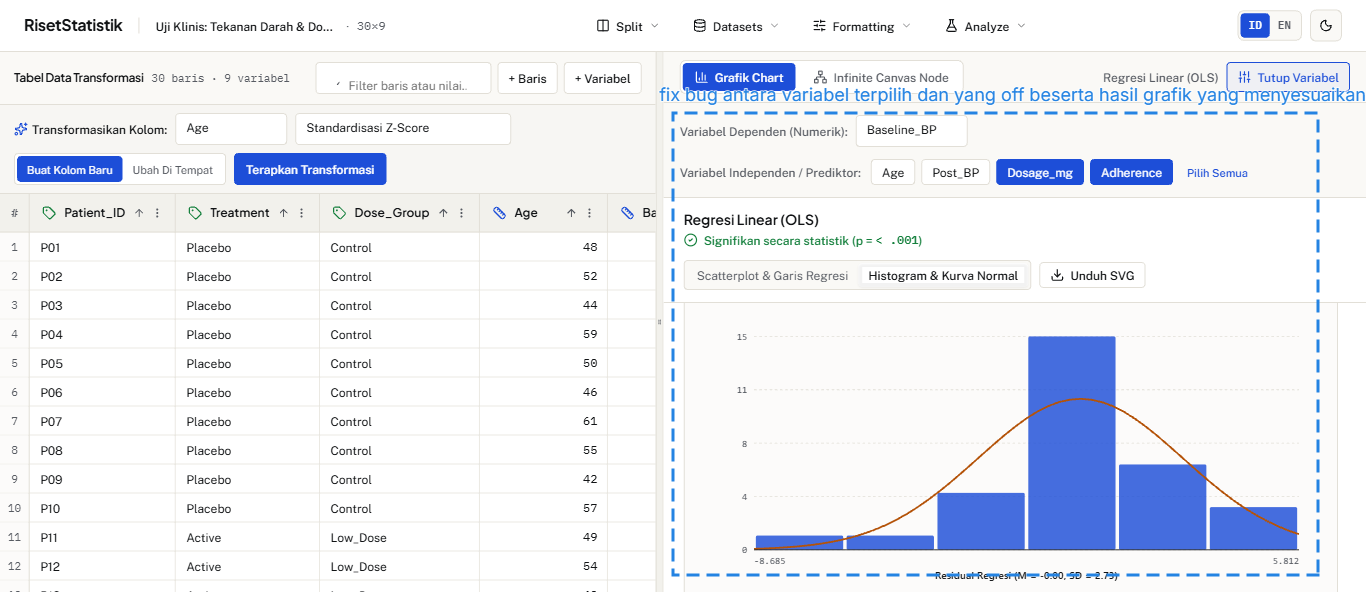 RisetStatistik
Uji Klinis: Tekanan Darah & Do... · 30×9
Split
Datasets
Formatting
Analyze
ID EN
Tabel Data Transformasi 30 baris · 9 variabel
Filter baris atau nilai..
+ Baris
+ Variabel
Transformasikan Kolom: Age Standardisasi Z-Score
Buat Kolom Baru Ubah Di Tempat Terapkan Transformasi
# Patient_ID ↑ ⋮ Treatment ↑ ⋮ Dose_Group ↑ ⋮ Age ↑ ⋮ Ba
1 P01 Placebo Control 48
2 P02 Placebo Control 52
3 P03 Placebo Control 44
4 P04 Placebo Control 59
5 P05 Placebo Control 50
6 P06 Placebo Control 46
7 P07 Placebo Control 61
8 P08 Placebo Control 55
9 P09 Placebo Control 42
10 P10 Placebo Control 57
11 P11 Active Low_Dose 49
12 P12 Active Low_Dose 54
Grafik Chart Infinite Canvas Node Regresi Linear (OLS) Tutup Variabel
fix bug antara variabel terpilih dan yang off beserta hasil grafik yang menyesuaikan
Variabel Dependen (Numerik): Baseline_BP
Variabel Independen / Prediktor: Age Post_BP Dosage_mg Adherence Pilih Semua
Regresi Linear (OLS)
Signifikan secara statistik (p = < .001)
Scatterplot & Garis Regresi Histogram & Kurva Normal Unduh SVG
15
11
8
4
0
-8.685 5.812
Residual Regresi (M = -0.00, SD = 2.73)